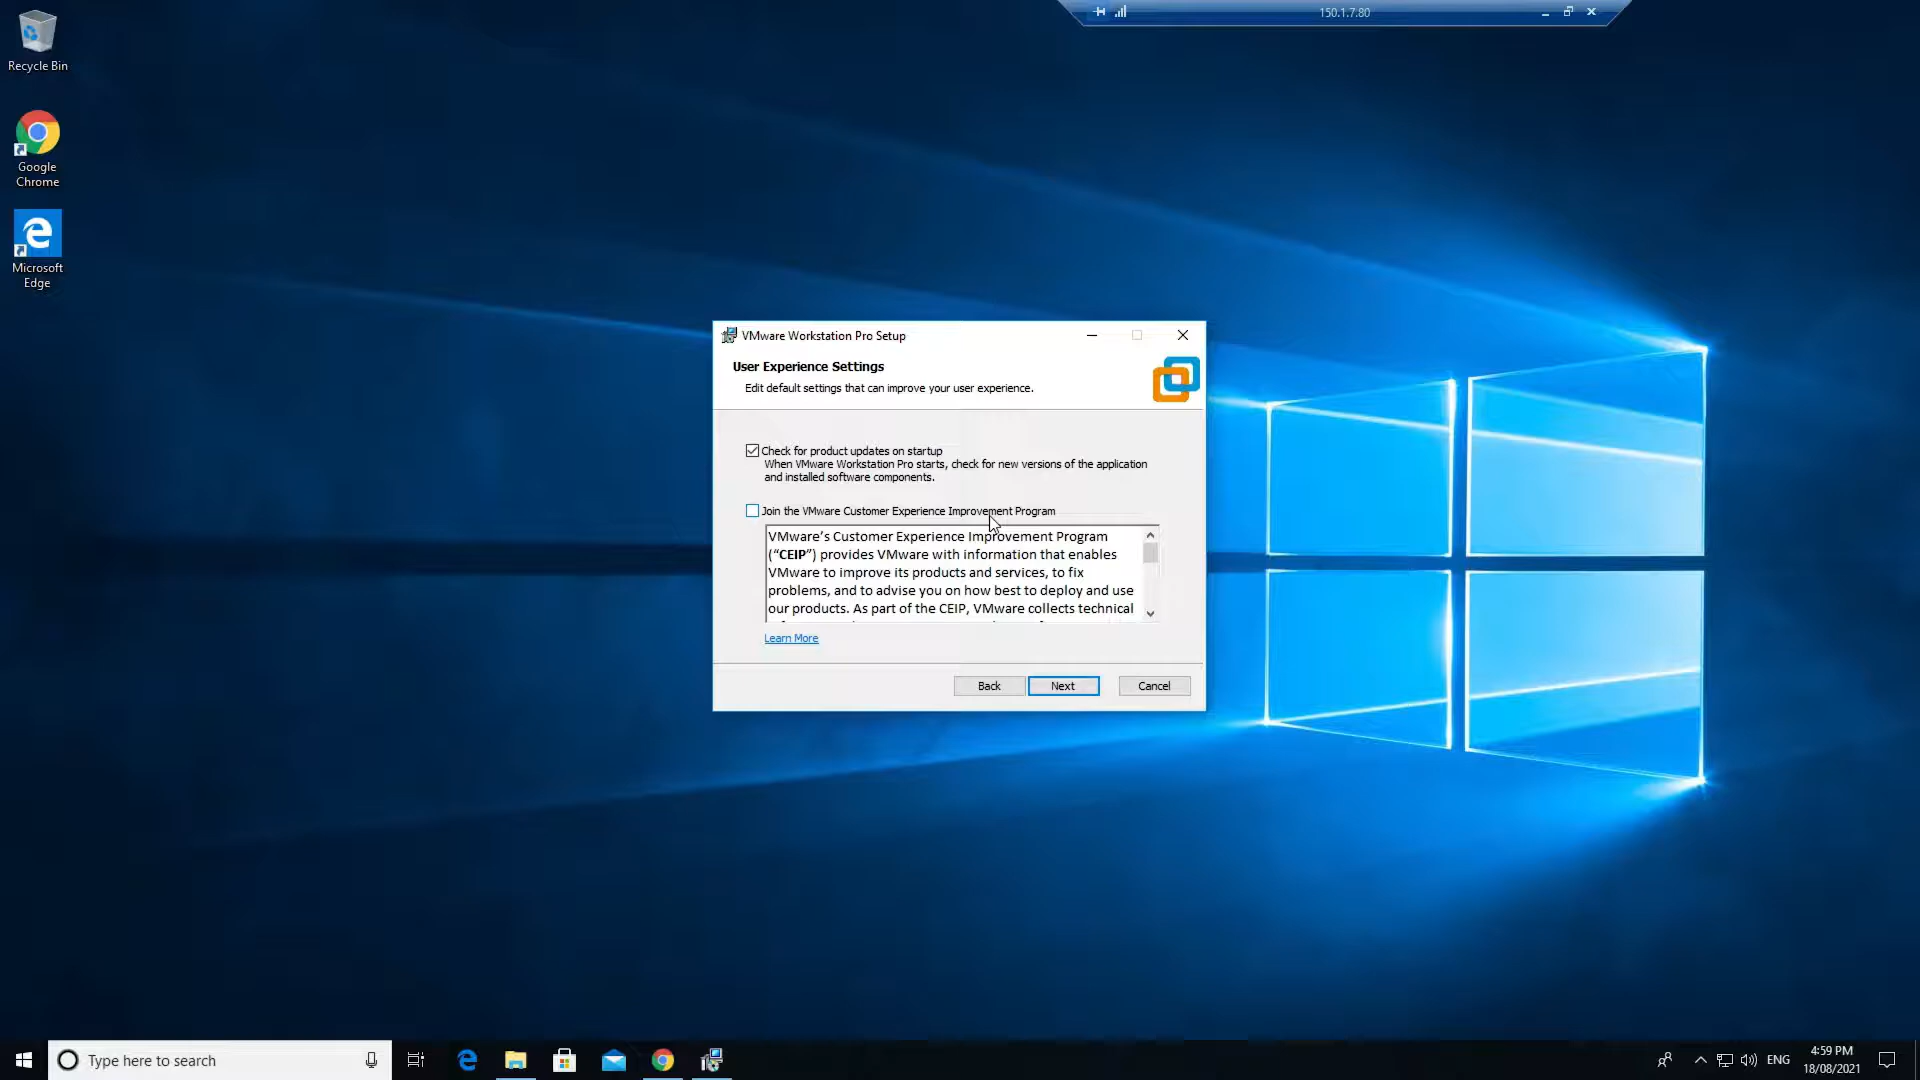 150.1.7.80
Recycle Bin
Google
Chrome
Microsoft
Edge
VMware Workstation Pro Setup
User Experience Settings
Edit default settings that can improve your user experience.
Check for product updates on startup
When VMware Workstation Pro starts, check for new versions of the application
and installed software components.
Join the VMware Customer Experience Improvement Program
VMware's Customer Experience Improvement Program
("CEIP") provides VMware with information that enables
VMware to improve its products and services, to fix
problems, and to advise you on how best to deploy and use
our products. As part of the CEIP, VMware collects technical
Learn More
Back
Next
Cancel
Type here to search
ENG
4:59 PM
18/08/2021